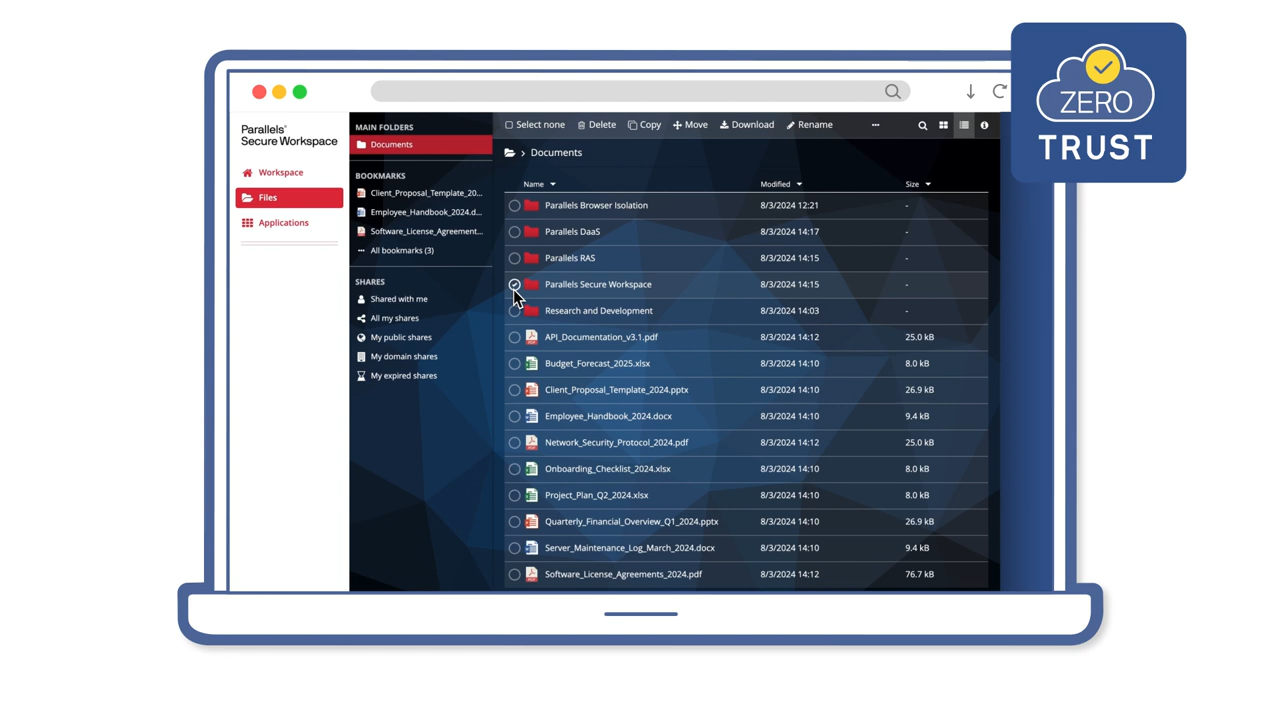 ZERO
TRUST
Parallels®
Secure Workspace
Workspace
Files
Applications
MAIN FOLDERS
Documents
BOOKMARKS
Client_Proposal_Template_20...
Employee_Handbook_2024.d...
Software_License_Agreement...
All bookmarks (3)
SHARES
Shared with me
All my shares
My public shares
My domain shares
My expired shares
Select none Delete Copy Move Download Rename ...
> Documents
Name Modified Size
Parallels Browser Isolation 8/3/2024 12:21 -
Parallels DaaS 8/3/2024 14:17 -
Parallels RAS 8/3/2024 14:15 -
Parallels Secure Workspace 8/3/2024 14:15 -
Research and Development 8/3/2024 14:03 -
API_Documentation_v3.1.pdf 8/3/2024 14:12 25.0 kB
Budget_Forecast_2025.xlsx 8/3/2024 14:10 8.0 kB
Client_Proposal_Template_2024.pptx 8/3/2024 14:10 26.9 kB
Employee_Handbook_2024.docx 8/3/2024 14:10 9.4 kB
Network_Security_Protocol_2024.pdf 8/3/2024 14:12 25.0 kB
Onboarding_Checklist_2024.xlsx 8/3/2024 14:10 8.0 kB
Project_Plan_Q2_2024.xlsx 8/3/2024 14:10 8.0 kB
Quarterly_Financial_Overview_Q1_2024.pptx 8/3/2024 14:10 26.9 kB
Server_Maintenance_Log_March_2024.docx 8/3/2024 14:10 9.4 kB
Software_License_Agreements_2024.pdf 8/3/2024 14:12 76.7 kB